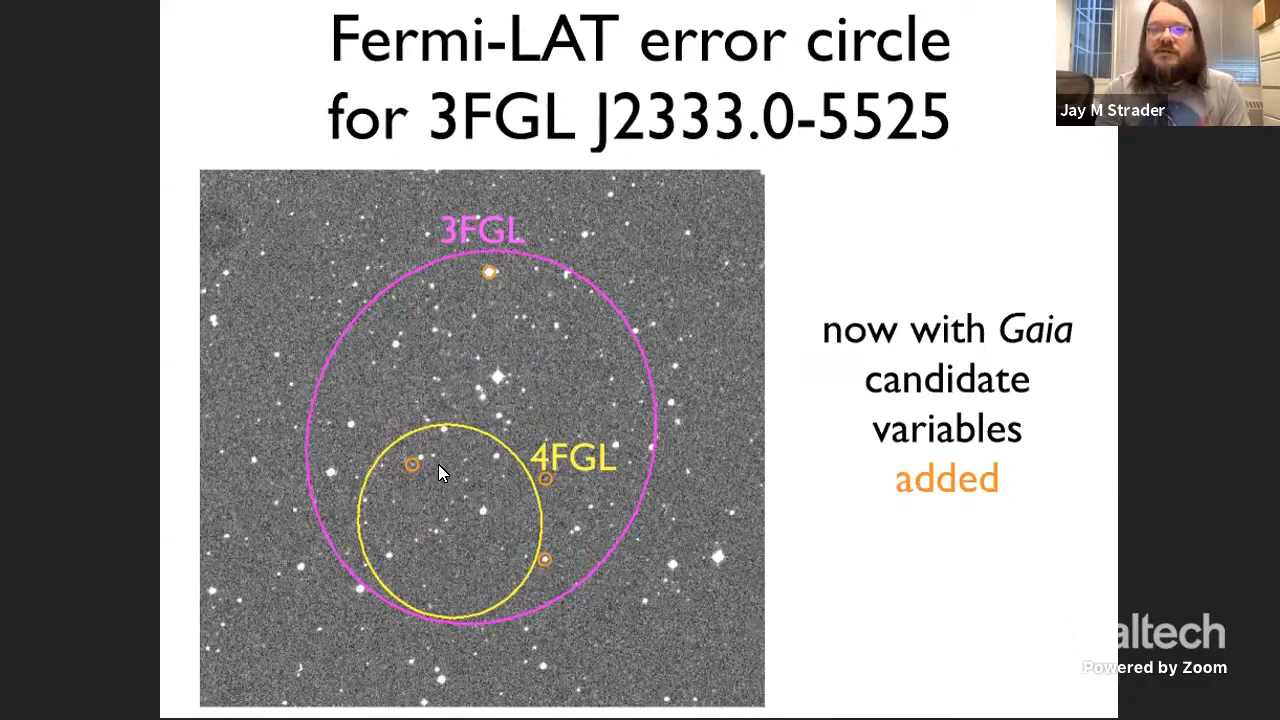 Fermi-LAT error circle
for 3FGL J2333.0-5525
Jay M Strader
3FGL
4FGL
now with Gaia
candidate
variables
added
altech
Powered by Zoom